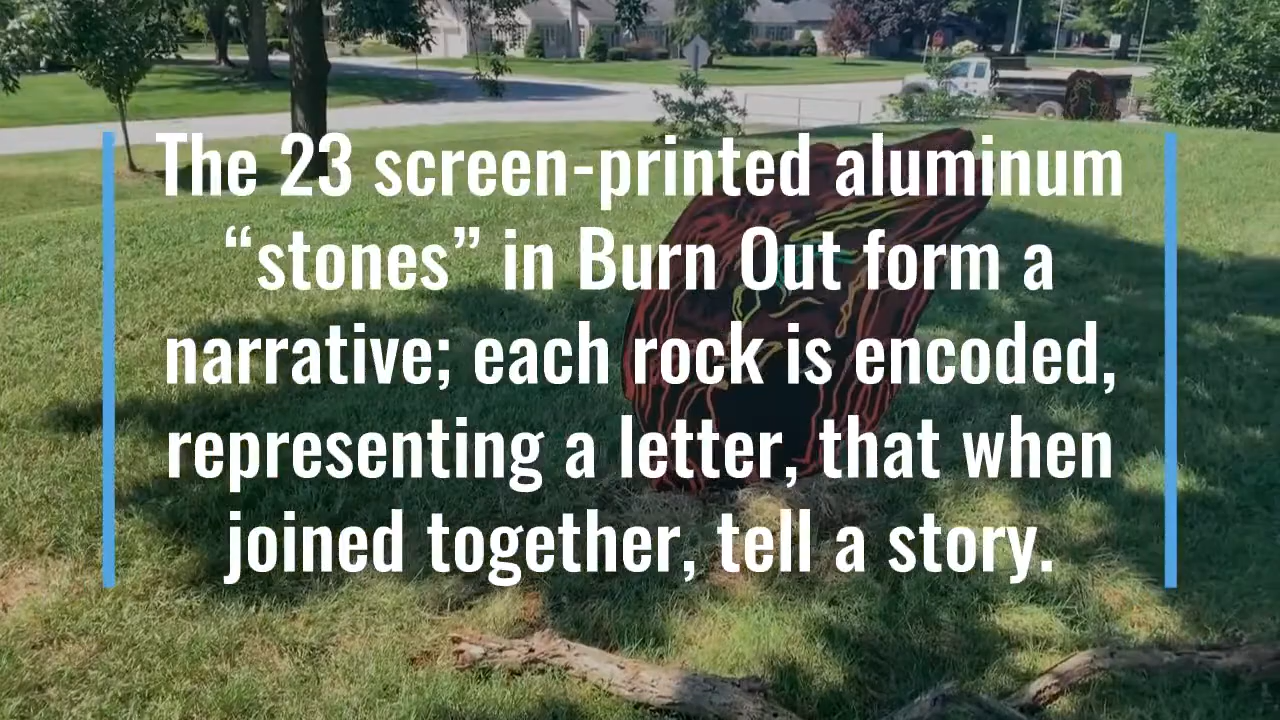 The 23 screen-printed aluminum
“stones” in Burn Out form a
narrative; each rock is encoded,
representing a letter, that when
joined together, tell a story.